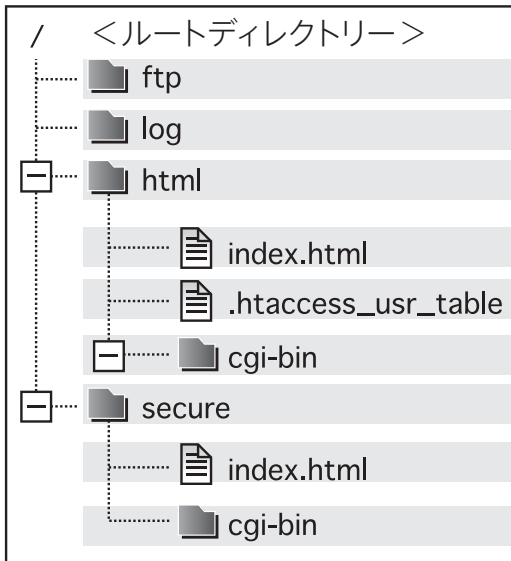 / ＜ルートディレクトリー＞
ftp
log
html
index.html
.htaccess_usr_table
cgi-bin
secure
index.html
cgi-bin